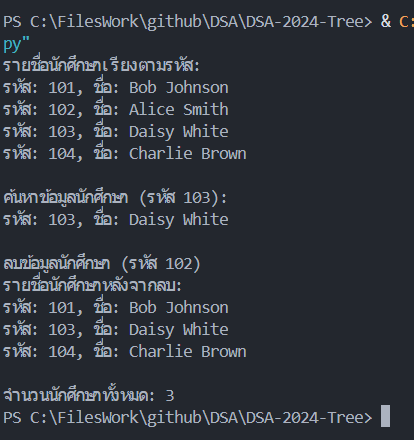 PS C:\FilesWork\github\DSA\DSA-2024-Tree> & C:
py"
รายชื่อนักศึกษาเรียงตามรหัส:
รหัส: 101, ชื่อ: Bob Johnson
รหัส: 102, ชื่อ: Alice Smith
รหัส: 103, ชื่อ: Daisy White
รหัส: 104, ชื่อ: Charlie Brown
ค้นหาข้อมูลนักศึกษา (รหัส 103):
รหัส: 103, ชื่อ: Daisy White
ลบข้อมูลนักศึกษา (รหัส 102)
รายชื่อนักศึกษาหลังจากลบ:
รหัส: 101, ชื่อ: Bob Johnson
รหัส: 103, ชื่อ: Daisy White
รหัส: 104, ชื่อ: Charlie Brown
จำนวนนักศึกษาทั้งหมด: 3
PS C:\FilesWork\github\DSA\DSA-2024-Tree>